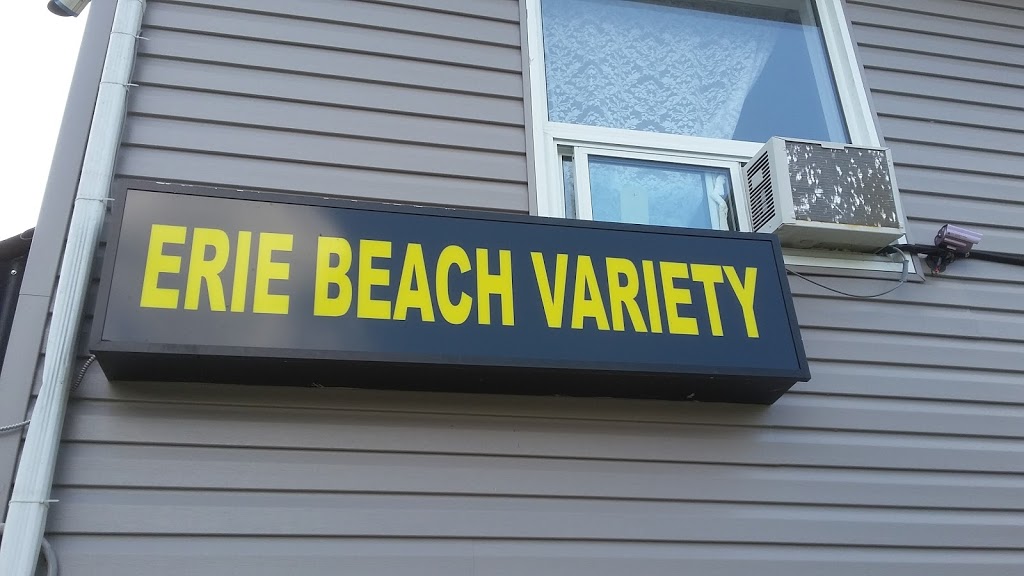 ERIE BEACH VARIETY